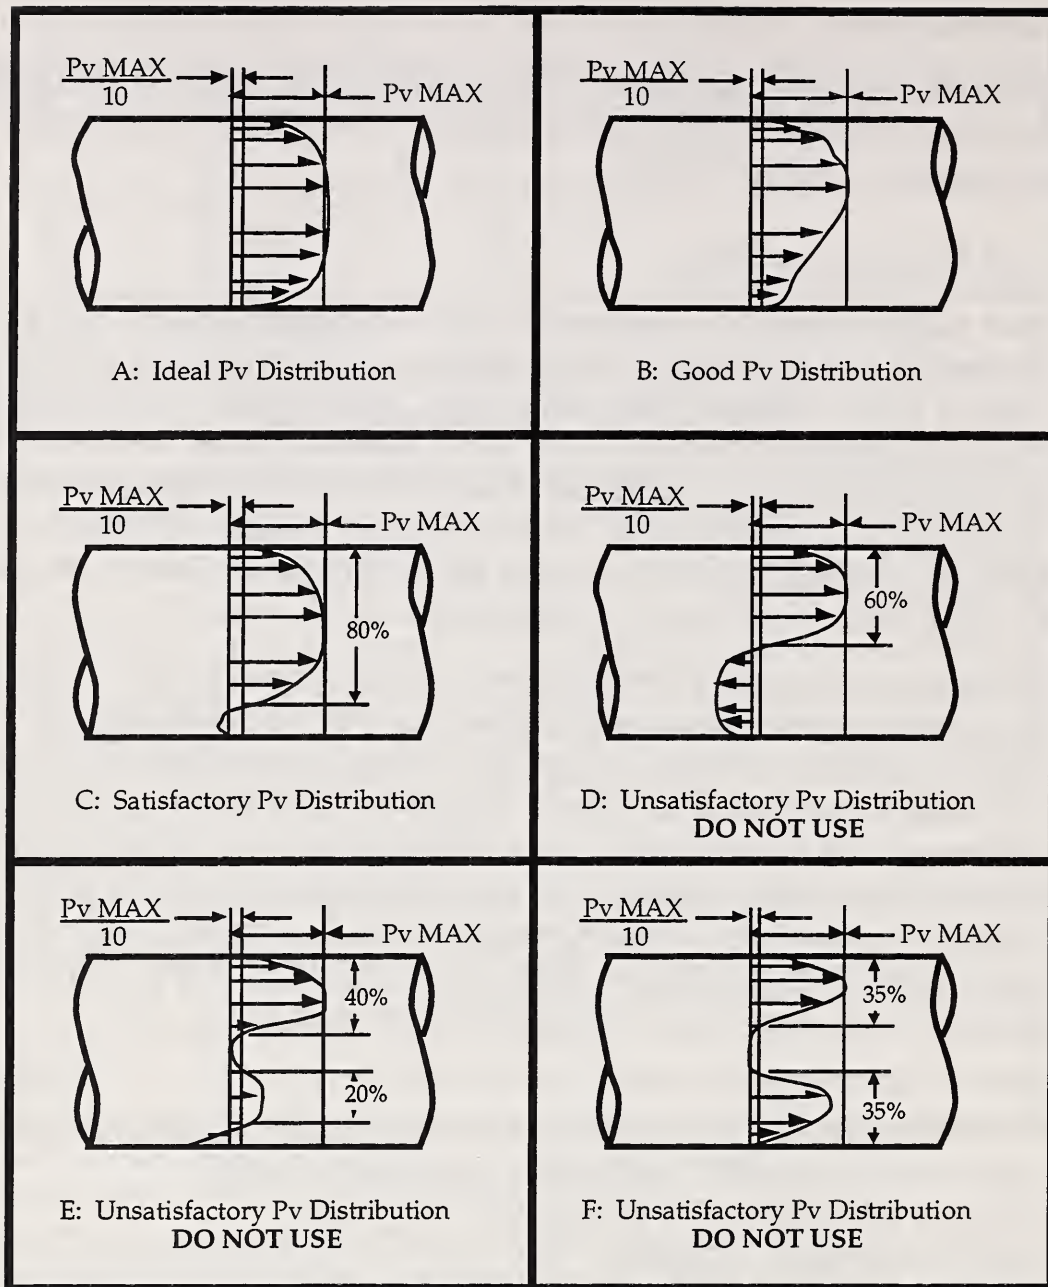 Pv MAX
10
Pv MAX
A: Ideal Pv Distribution
Pv MAX
10
Pv MAX
B: Good Pv Distribution
Pv MAX
10
Pv MAX
80%
C: Satisfactory Pv Distribution
Pv MAX
10
Pv MAX
60%
D: Unsatisfactory Pv Distribution
DO NOT USE
Pv MAX
10
Pv MAX
40%
20%
E: Unsatisfactory Pv Distribution
DO NOT USE
Pv MAX
10
Pv MAX
35%
35%
F: Unsatisfactory Pv Distribution
DO NOT USE